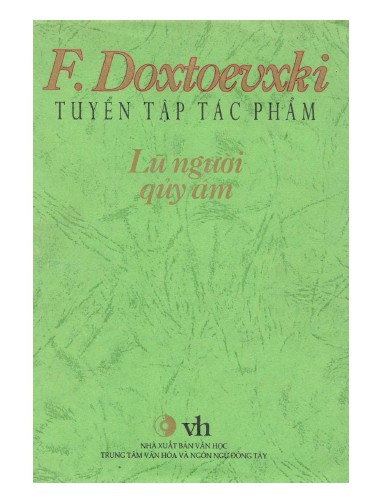 F. Doxtoevxki
TUYỂN TẬP TÁC PHẨM
Lũ người
qủy ám
vh
NHÀ XUẤT BẢN VĂN HỌC
TRUNG TÂM VĂN HÓA VÀ NGÔN NGỮ ĐÔNG TÂY